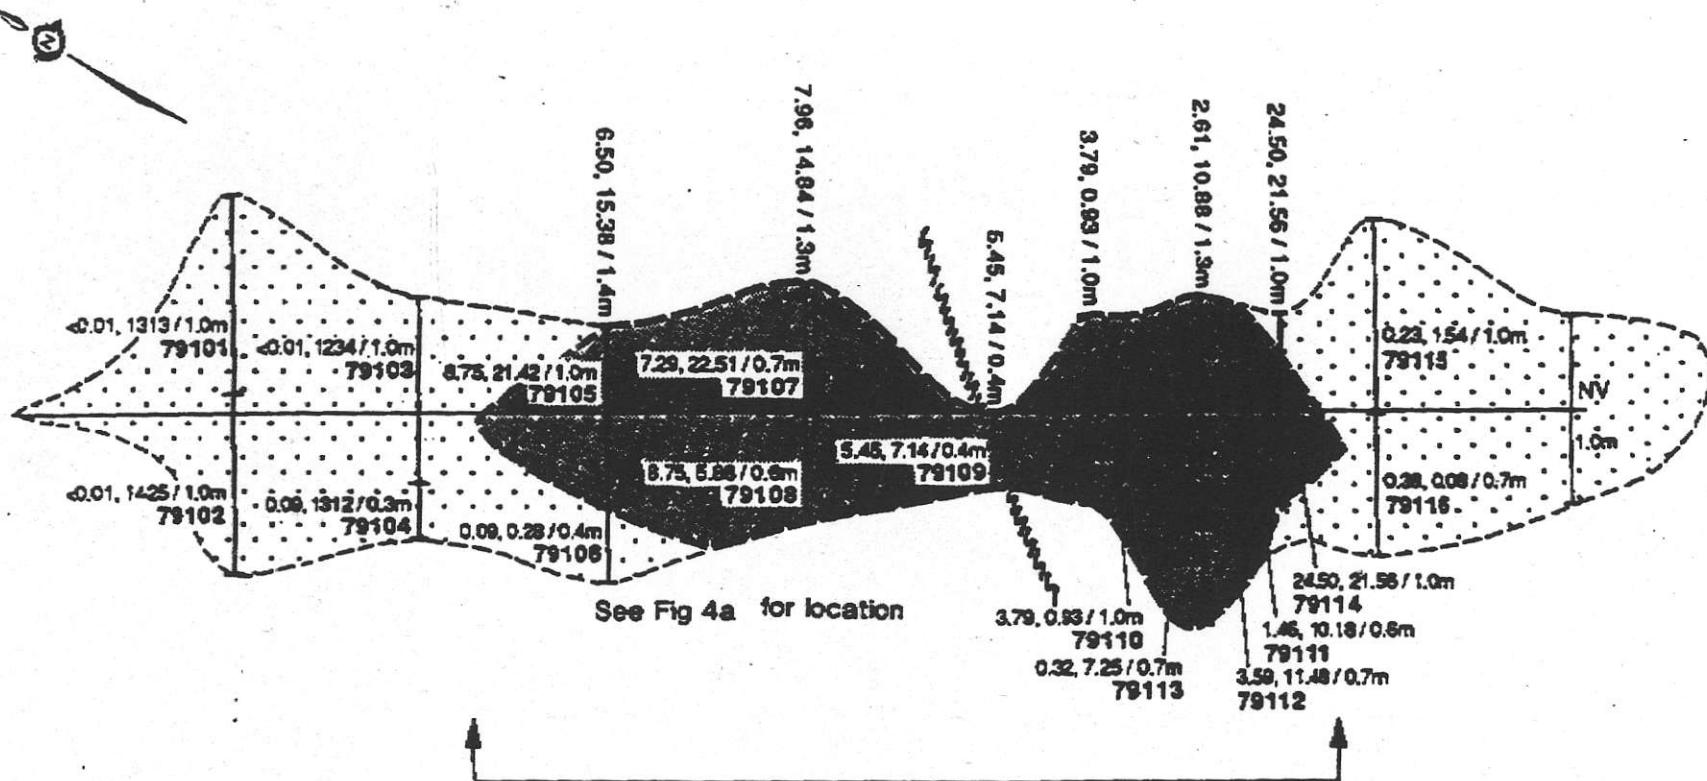 N
6.50, 15.38 / 1.4m
7.96, 14.84 / 1.3m
5.45, 7.14 / 0.4m
3.79, 0.93 / 1.0m
2.61, 10.88 / 1.3m
24.50, 21.56 / 1.0m
<0.01, 1313 / 1.0m
79101
<0.01, 1234 / 1.0m
79103
8.75, 21.42 / 1.0m
79105
7.29, 22.51 / 0.7m
79107
0.23, 1.54 / 1.0m
79115
NV
1.0m
<0.01, 1425 / 1.0m
79102
0.09, 1312 / 0.3m
79104
0.09, 0.28 / 0.4m
79106
79108
5.45, 7.14 / 0.4m
79109
0.38, 0.08 / 0.7m
79116
See Fig 4a for location
3.79, 0.93 / 1.0m
79110
0.32, 7.25 / 0.7m
79113
24.50, 21.56 / 1.0m
79114
1.46, 10.18 / 0.6m
79111
3.59, 11.48 / 0.7m
79112